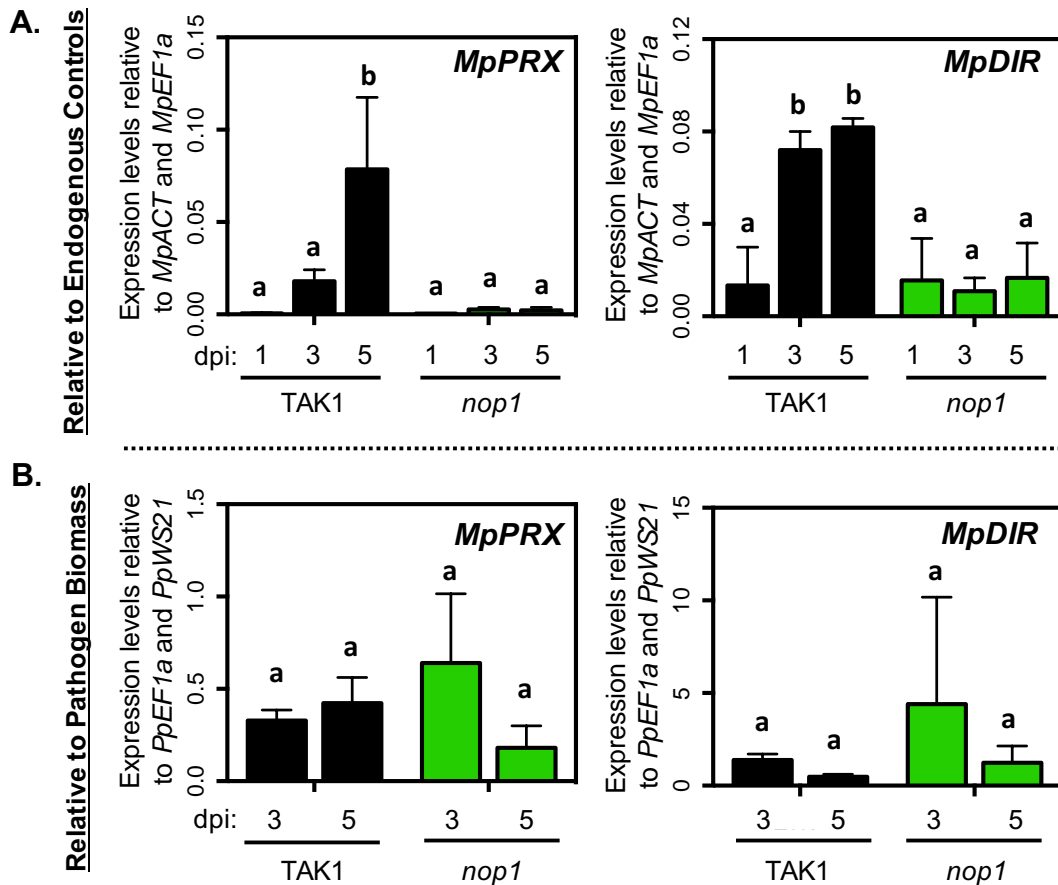 A.
Relative to Endogenous Controls
Expression levels relative
to MpACT and MpEF1a
0.15
0.10
0.05
0.00
MpPRX
a
a
b
a
a
a
dpi: 1 3 5 1 3 5
TAK1 nop1
Expression levels relative
to MpACT and MpEF1a
0.12
0.08
0.04
0.00
MpDIR
a
b
b
a
a
a
1 3 5 1 3 5
TAK1 nop1
B.
Relative to Pathogen Biomass
Expression levels relative
to PpEF1a and PpWS21
1.5
1.0
0.5
0.0
MpPRX
a
a
a
a
dpi: 3 5 3 5
TAK1 nop1
Expression levels relative
to PpEF1a and PpWS21
15
10
5
0
MpDIR
a
a
a
a
3 5 3 5
TAK1 nop1